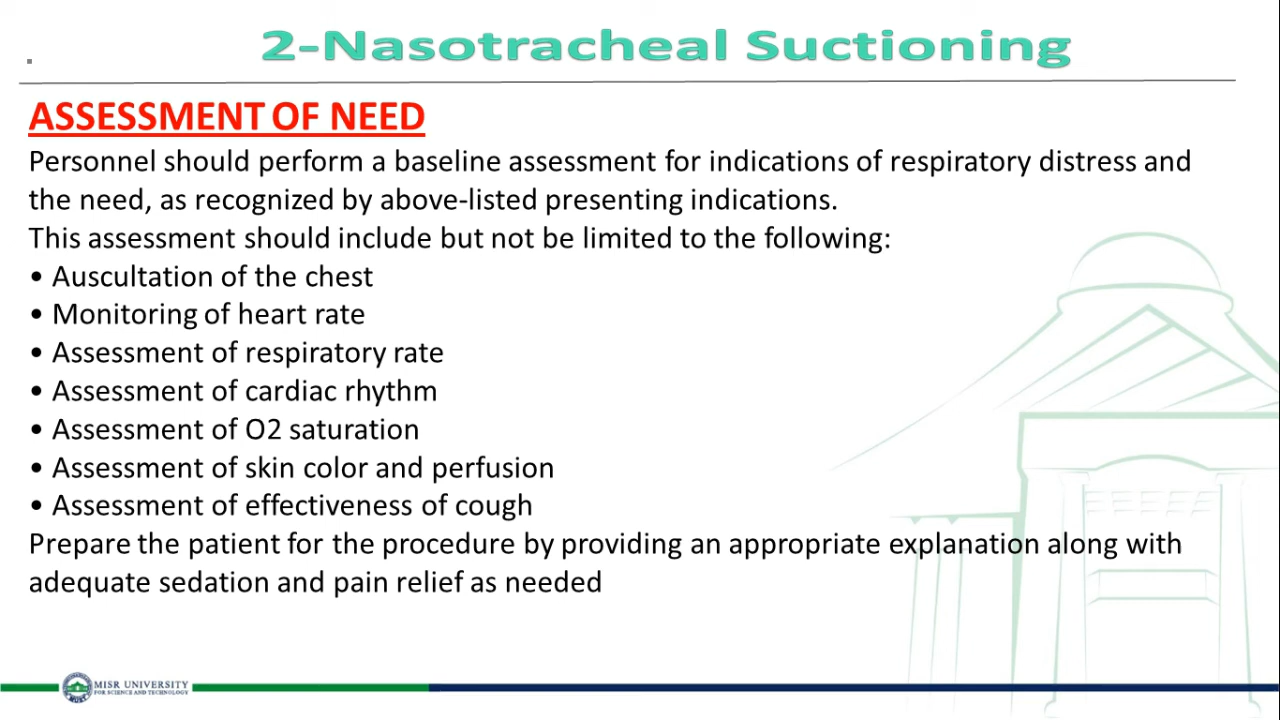 2-Nasotracheal Suctioning
ASSESSMENT OF NEED
Personnel should perform a baseline assessment for indications of respiratory distress and
the need, as recognized by above-listed presenting indications.
This assessment should include but not be limited to the following:
• Auscultation of the chest
• Monitoring of heart rate
• Assessment of respiratory rate
• Assessment of cardiac rhythm
• Assessment of O2 saturation
• Assessment of skin color and perfusion
• Assessment of effectiveness of cough
Prepare the patient for the procedure by providing an appropriate explanation along with
adequate sedation and pain relief as needed
MISR UNIVERSITY
FOR SCIENCE AND TECHNOLOGY